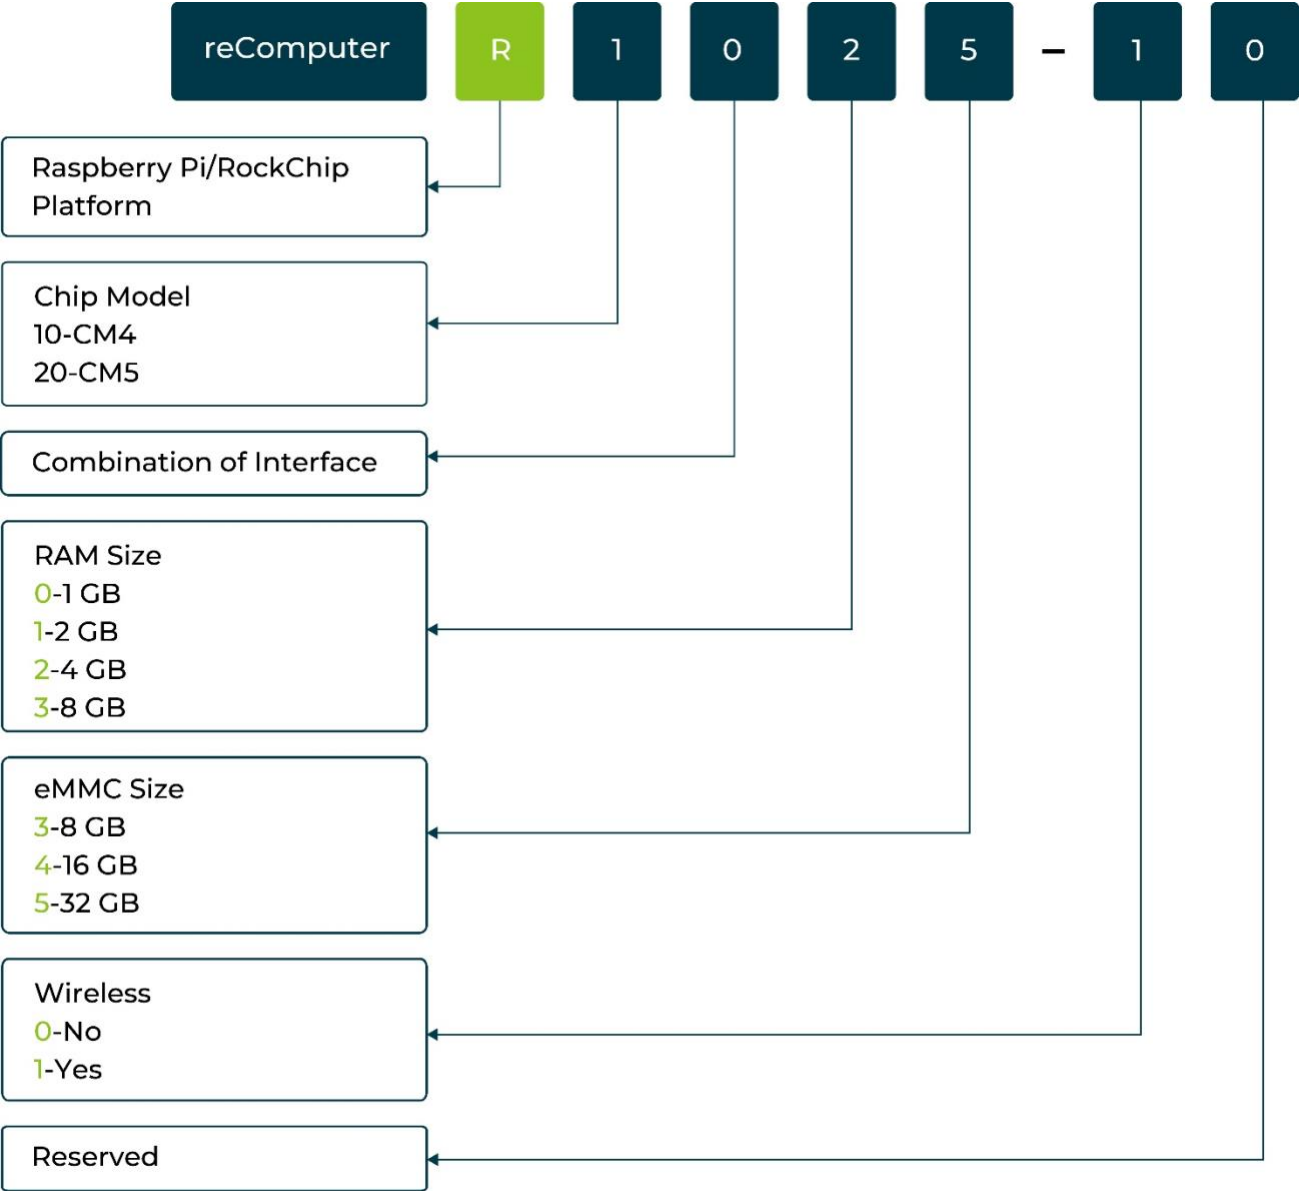 reComputer R 1 0 2 5 - 1 0
Raspberry Pi/RockChip
Platform
Chip Model
10-CM4
20-CM5
Combination of Interface
RAM Size
0-1 GB
1-2 GB
2-4 GB
3-8 GB
eMMC Size
3-8 GB
4-16 GB
5-32 GB
Wireless
0-No
1-Yes
Reserved